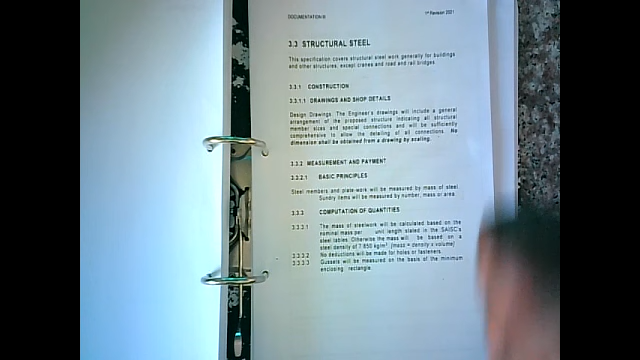 DOCUMENTATION B 1st Revision 2021
3.3 STRUCTURAL STEEL
This specification covers structural steel work generally for buildings
and other structures, except cranes and road and rail bridges
3.3.1 CONSTRUCTION
3.3.1.1 DRAWINGS AND SHOP DETAILS
Design Drawings: The Engineer's drawings will include a general
arrangement of the proposed structure indicating all structural
member sizes and special connections and will be sufficiently
comprehensive to allow the detailing of all connections. No
dimension shall be obtained from a drawing by scaling.
3.3.2 MEASUREMENT AND PAYMENT
3.3.2.1 BASIC PRINCIPLES
Steel members and plate-work will be measured by mass of steel.
Sundry items will be measured by number, mass or area.
3.3.3 COMPUTATION OF QUANTITIES
3.3.3.1 The mass of steelwork will be calculated based on the
nominal mass per unit length stated in the SAISC's
steel tables. Otherwise the mass will be based on a
steel density of 7 850 kg/m³. (mass = density x volume)
3.3.3.2 No deductions will be made for holes or fasteners.
3.3.3.3 Gussets will be measured on the basis of the minimum
enclosing rectangle.